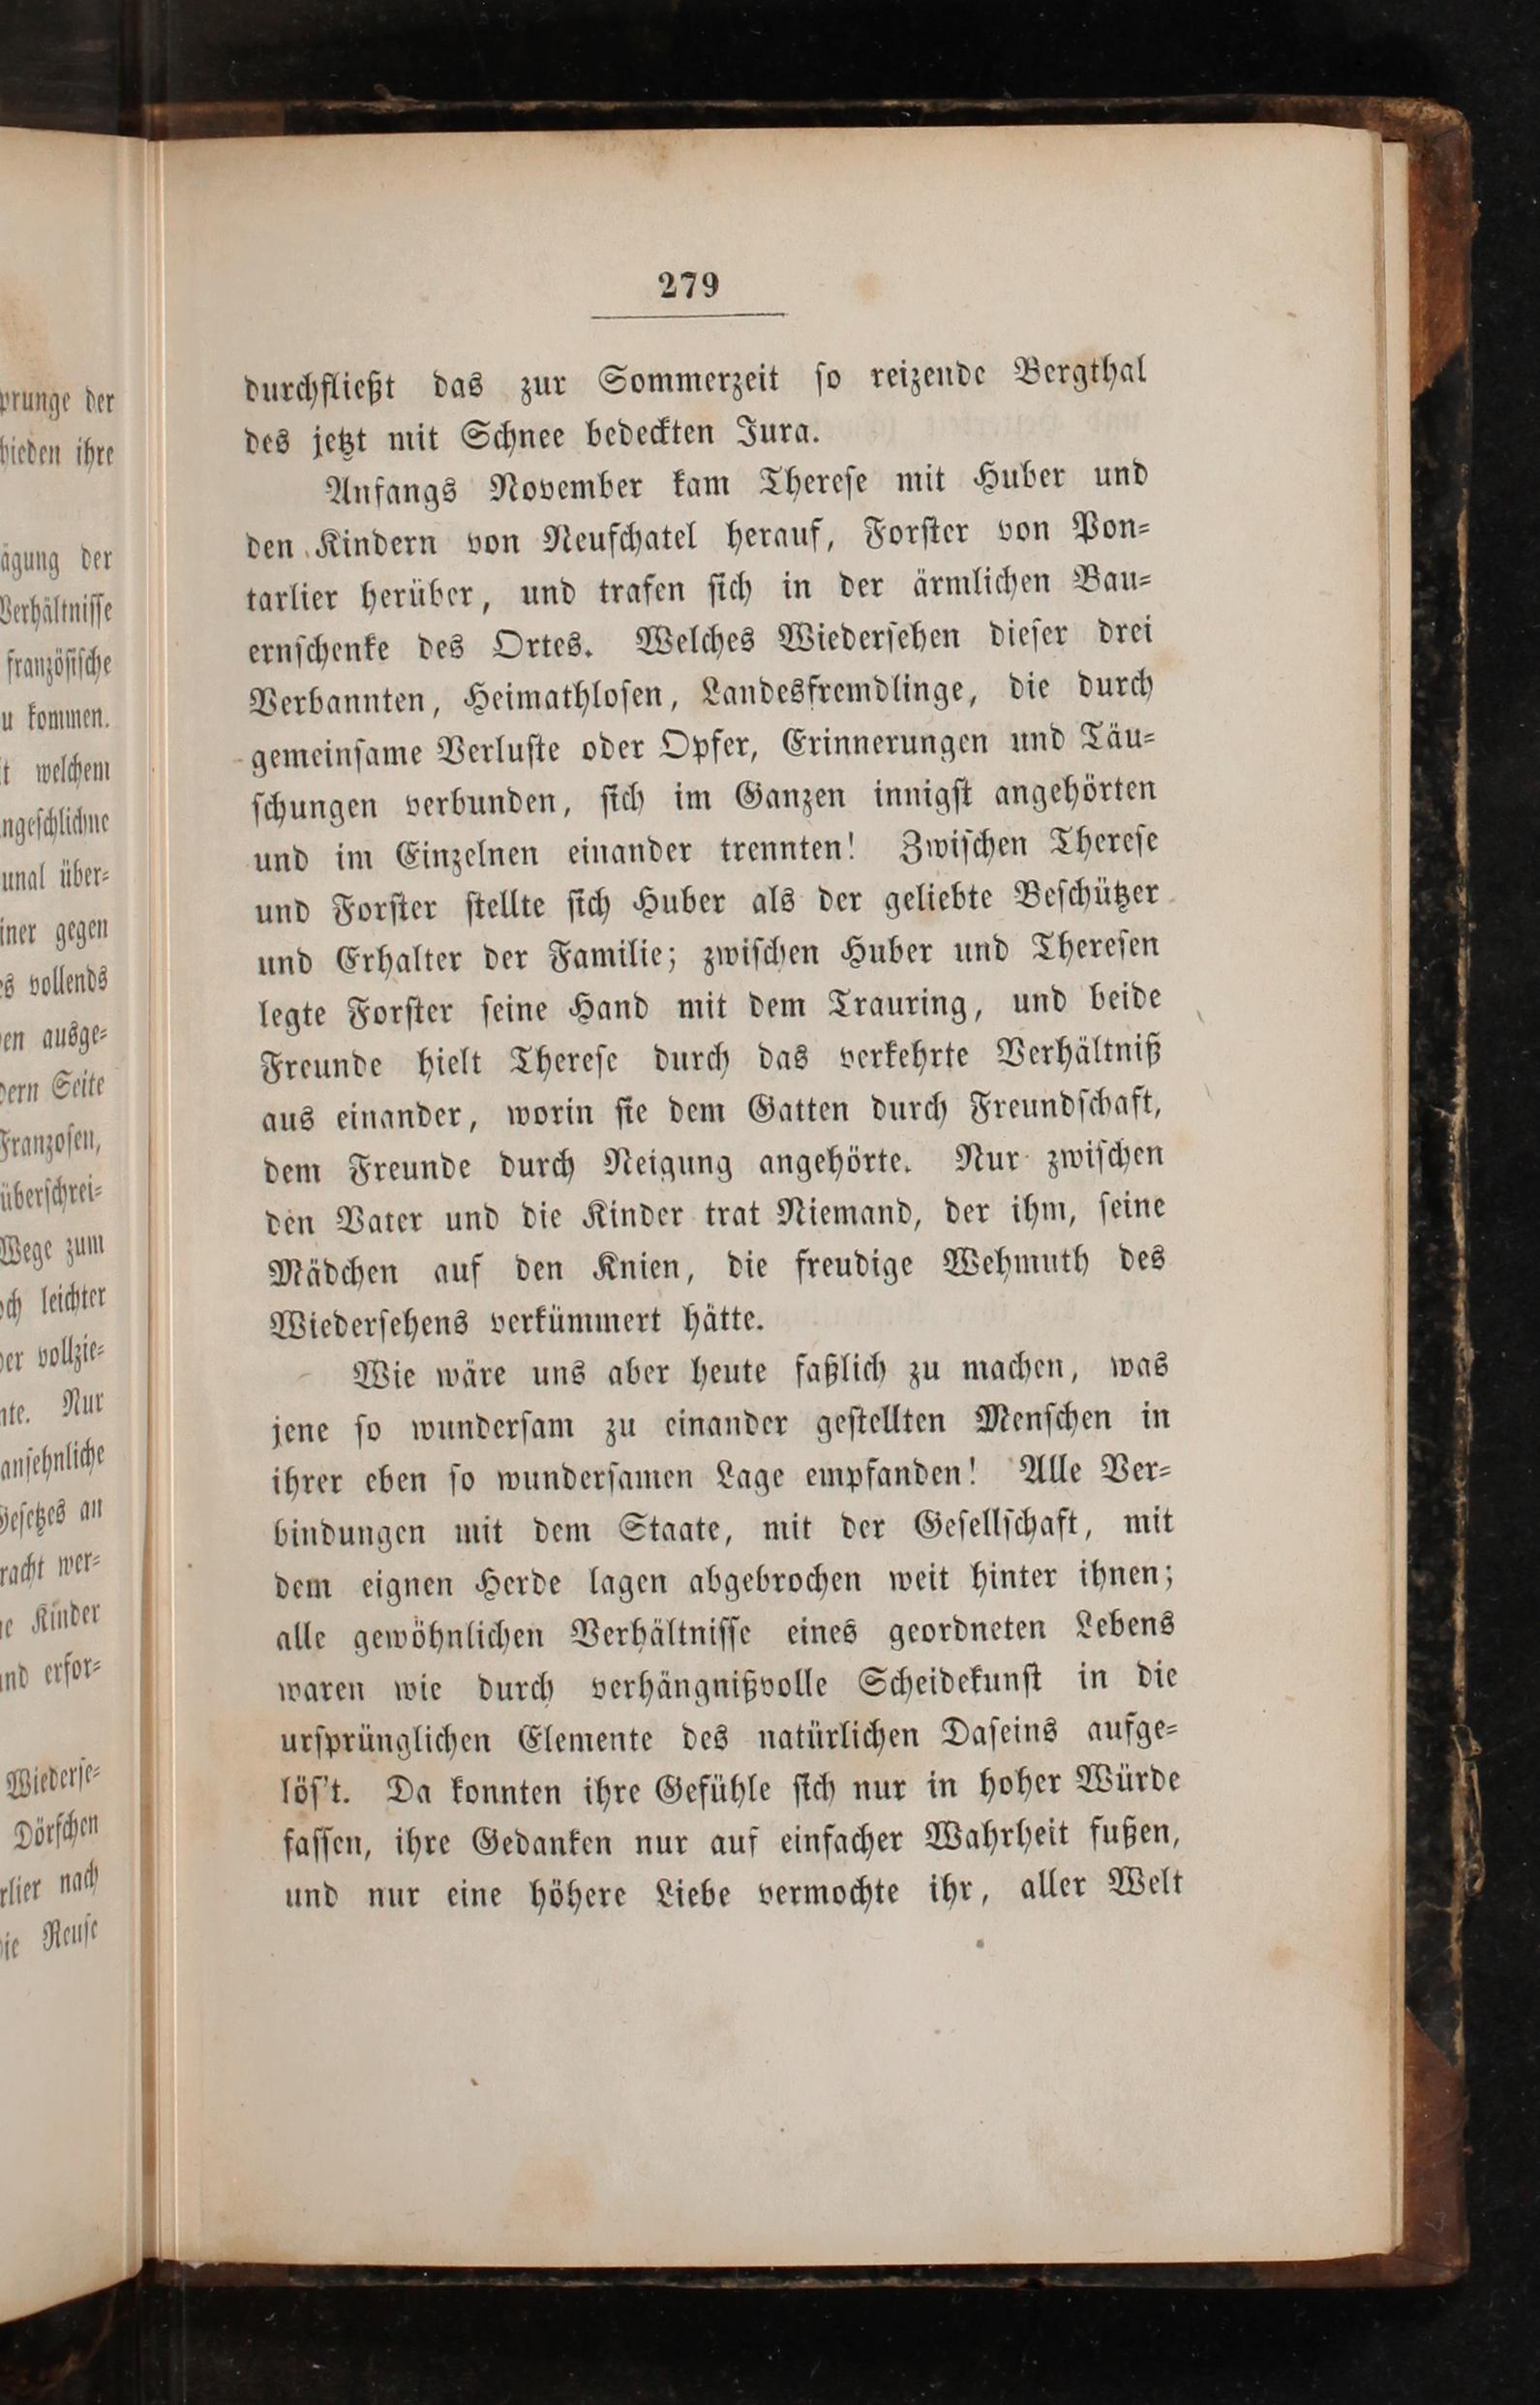 279
durchfließt das zur Sommerzeit so reizende Bergthal
des jetzt mit Schnee bedeckten Jura.
Anfangs November kam Therese mit Huber und
den Kindern von Neufchatel herauf, Forster von Pon-
tarlier herüber, und trafen sich in der ärmlichen Bau-
ernschenke des Ortes. Welches Wiedersehen dieser drei
Verbannten, Heimathlosen, Landesfremdlinge, die durch
gemeinsame Verluste oder Opfer, Erinnerungen und Täu-
schungen verbunden, sich im Ganzen innigst angehörten
und im Einzelnen einander trennten! Zwischen Therese
und Forster stellte sich Huber als der geliebte Beschützer
und Erhalter der Familie; zwischen Huber und Theresen
legte Forster seine Hand mit dem Trauring, und beide
Freunde hielt Therese durch das verkehrte Verhältniß
aus einander, worin sie dem Gatten durch Freundschaft,
dem Freunde durch Neigung angehörte. Nur zwischen
den Vater und die Kinder trat Niemand, der ihm, seine
Mädchen auf den Knien, die freudige Wehmuth des
Wiedersehens verkümmert hätte.
Wie wäre uns aber heute faßlich zu machen, was
jene so wundersam zu einander gestellten Menschen in
ihrer eben so wundersamen Lage empfanden! Alle Ver-
bindungen mit dem Staate, mit der Gesellschaft, mit
dem eignen Herde lagen abgebrochen weit hinter ihnen;
alle gewöhnlichen Verhältnisse eines geordneten Lebens
waren wie durch verhängnißvolle Scheidekunst in die
ursprünglichen Elemente des natürlichen Daseins aufge-
lös't. Da konnten ihre Gefühle sich nur in hoher Würde
fassen, ihre Gedanken nur auf einfacher Wahrheit fußen,
und nur eine höhere Liebe vermochte ihr, aller Welt